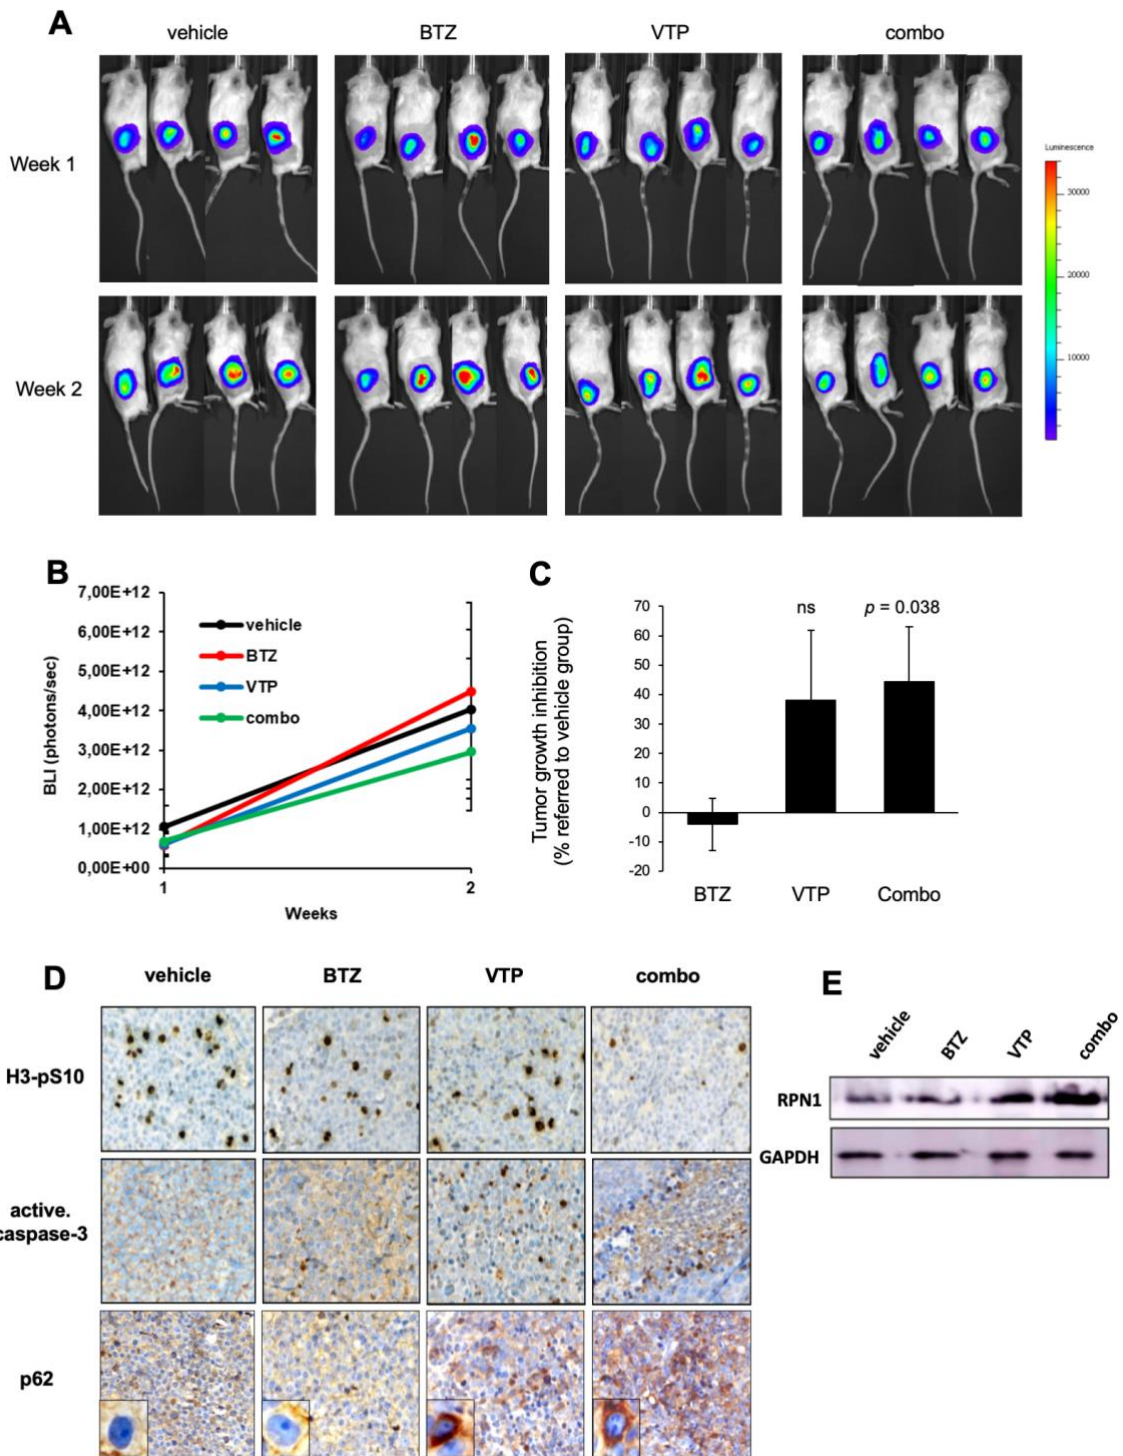 A
vehicle BTZ VTP combo
Week 1
Week 2
Luminescence
30000
20000
10000
B
7,00E+12
6,00E+12
5,00E+12
4,00E+12
3,00E+12
2,00E+12
1,00E+12
0,00E+00
BLI (photons/sec)
vehicle
BTZ
VTP
combo
1 2
Weeks
C
Tumor growth inhibition
(% referred to vehicle group)
70
60
50
40
30
20
10
0
-10
-20
ns p = 0.038
BTZ VTP Combo
D
vehicle BTZ VTP combo
H3-pS10
active.
caspase-3
p62
E
vehicle BTZ VTP combo
RPN1
GAPDH